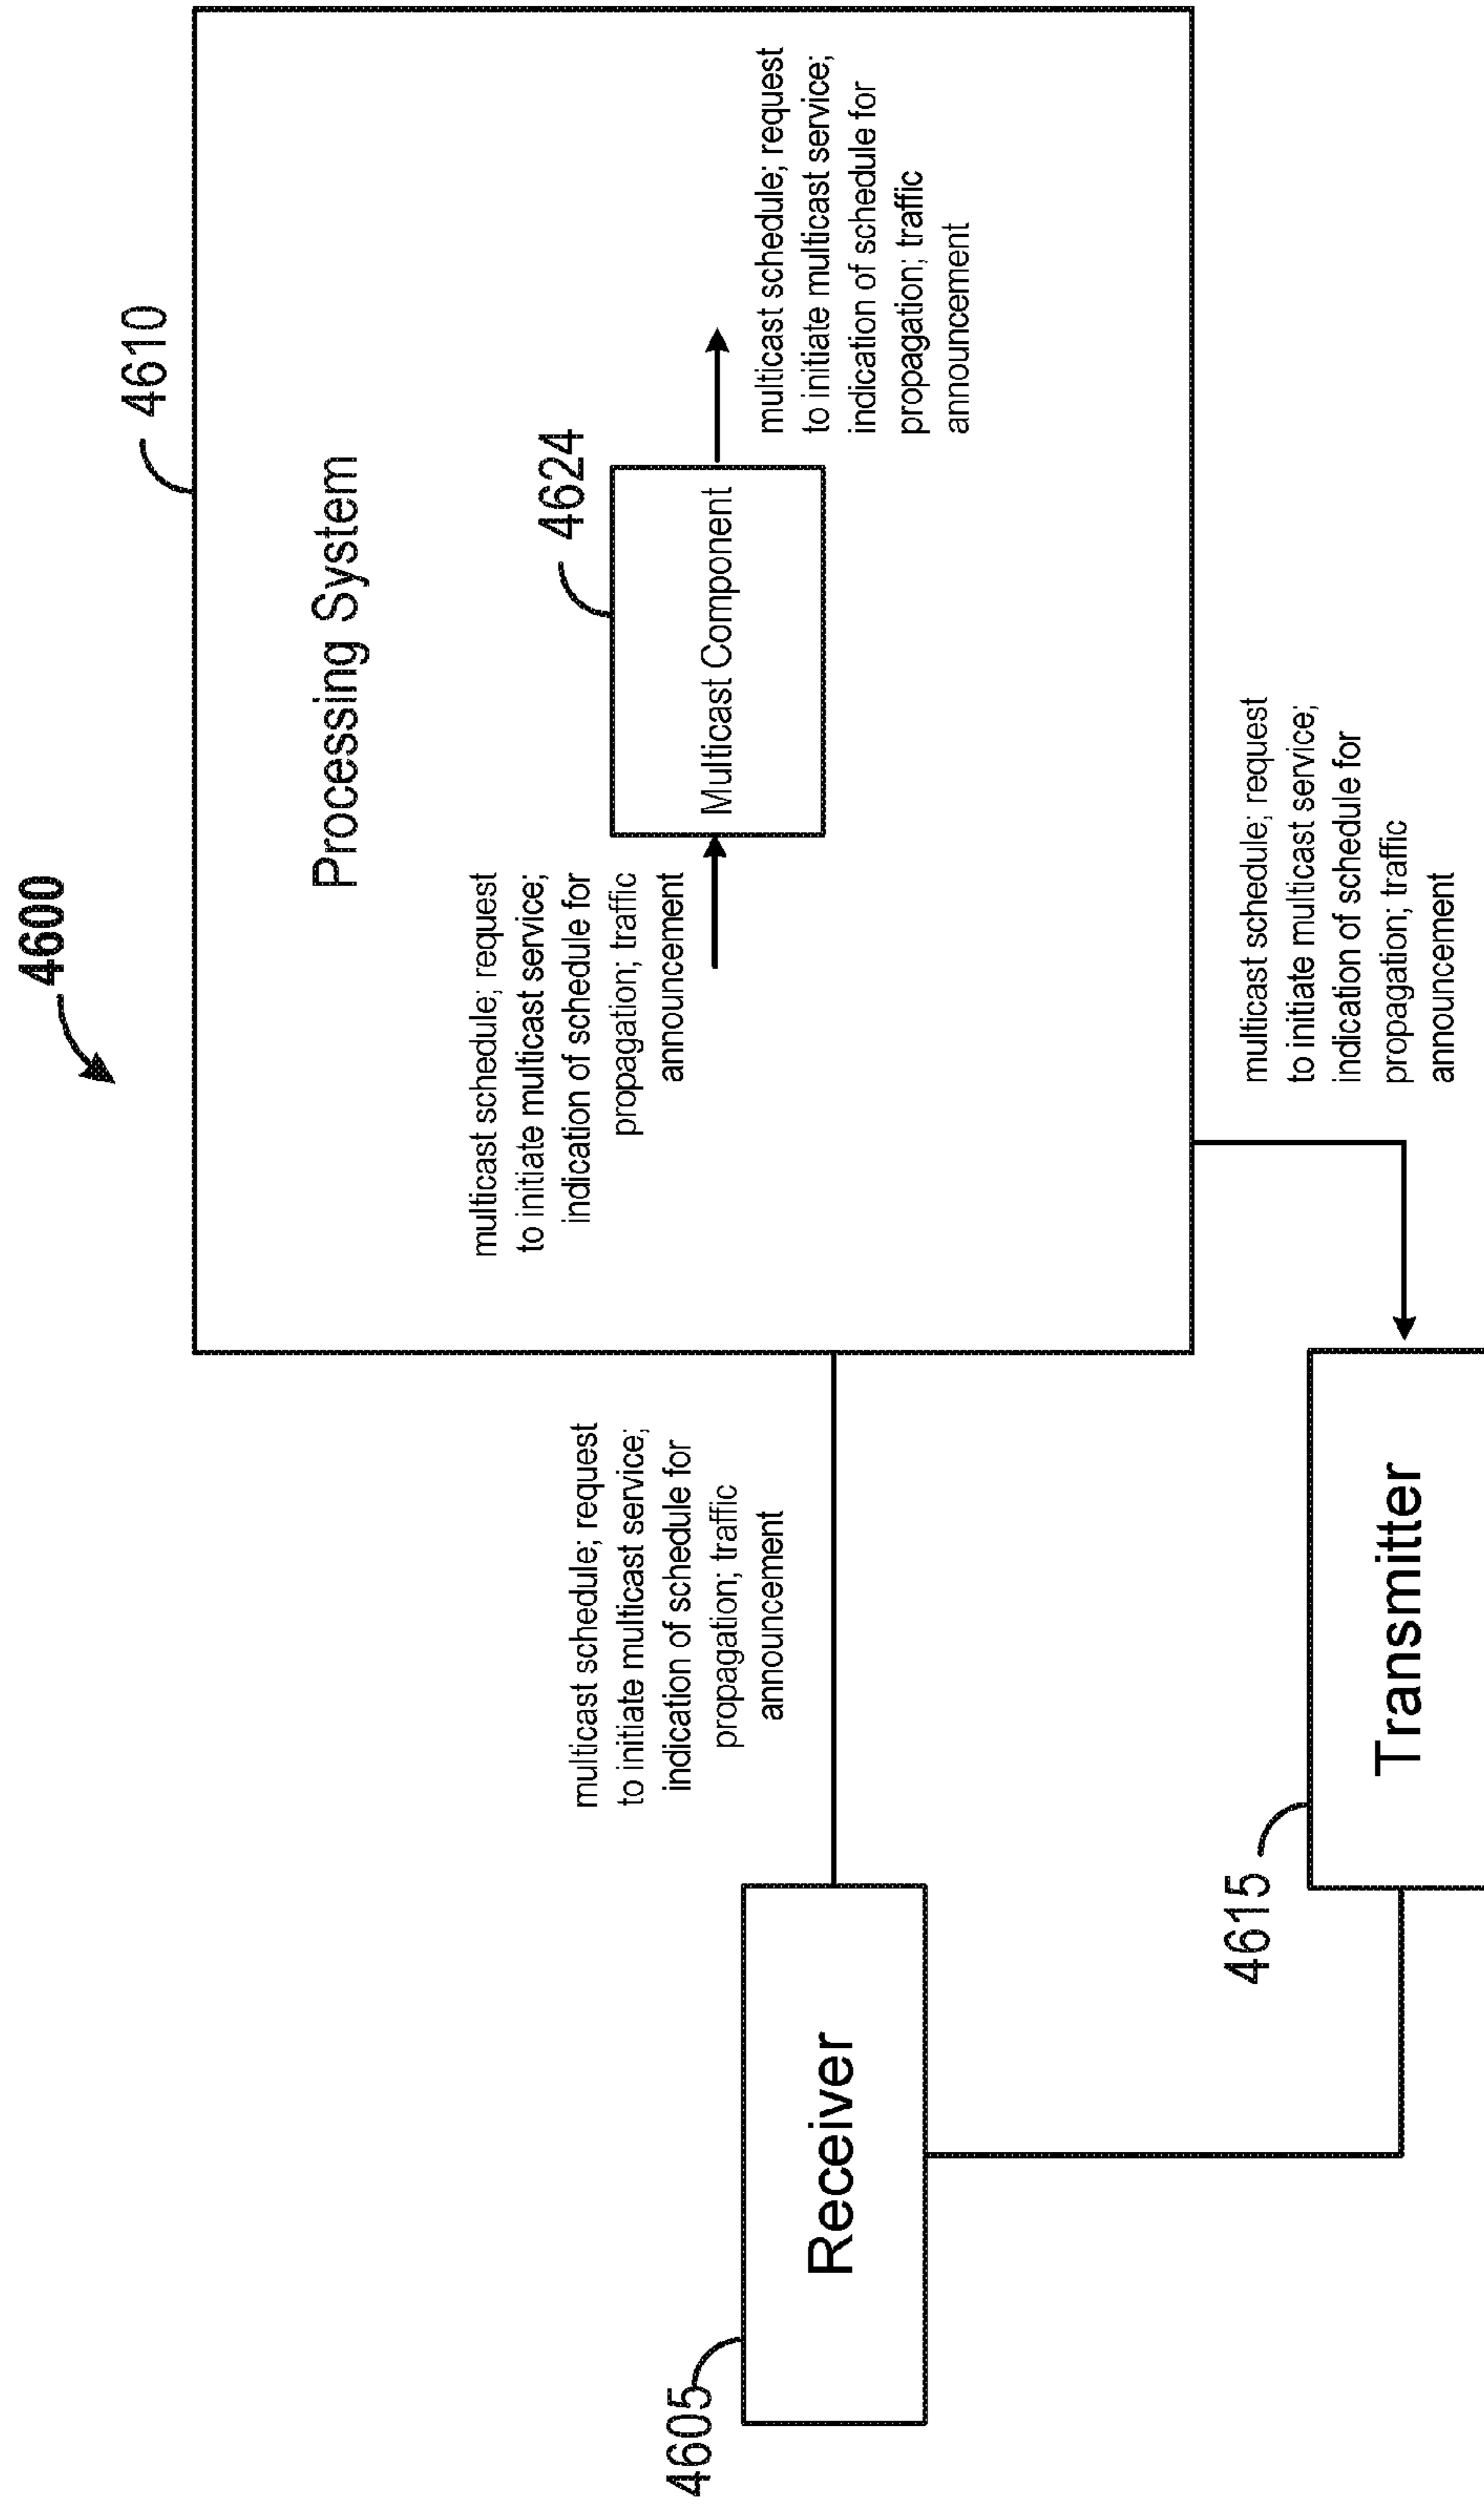 4600
4610
Processing System
multicast schedule; request
to initiate multicast service;
indication of schedule for
propagation; traffic
announcement
4624
Multicast Component
multicast schedule; request
to initiate multicast service;
indication of schedule for
propagation; traffic
announcement
multicast schedule; request
to initiate multicast service;
indication of schedule for
propagation; traffic
announcement
4605
Receiver
multicast schedule; request
to initiate multicast service;
indication of schedule for
propagation; traffic
announcement
4615
Transmitter